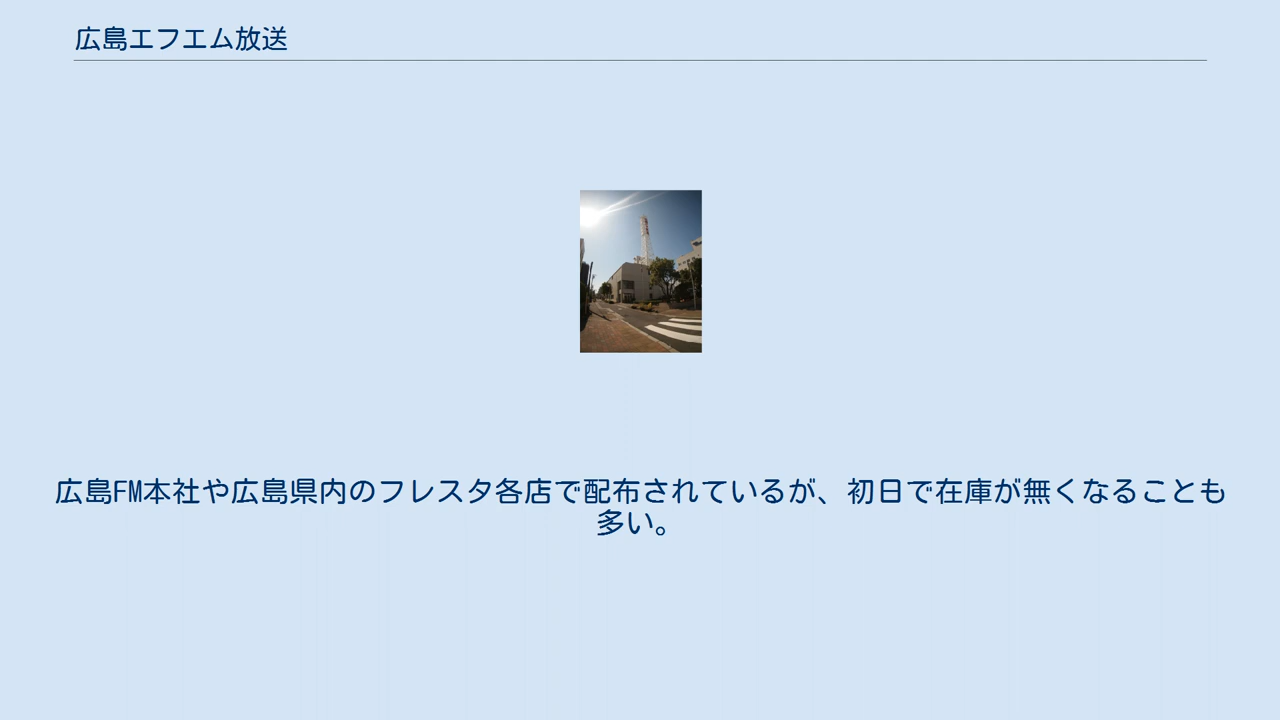 広島エフエム放送
広島FM本社や広島県内のフレスタ各店で配布されているが、初日で在庫が無くなることも
多い。